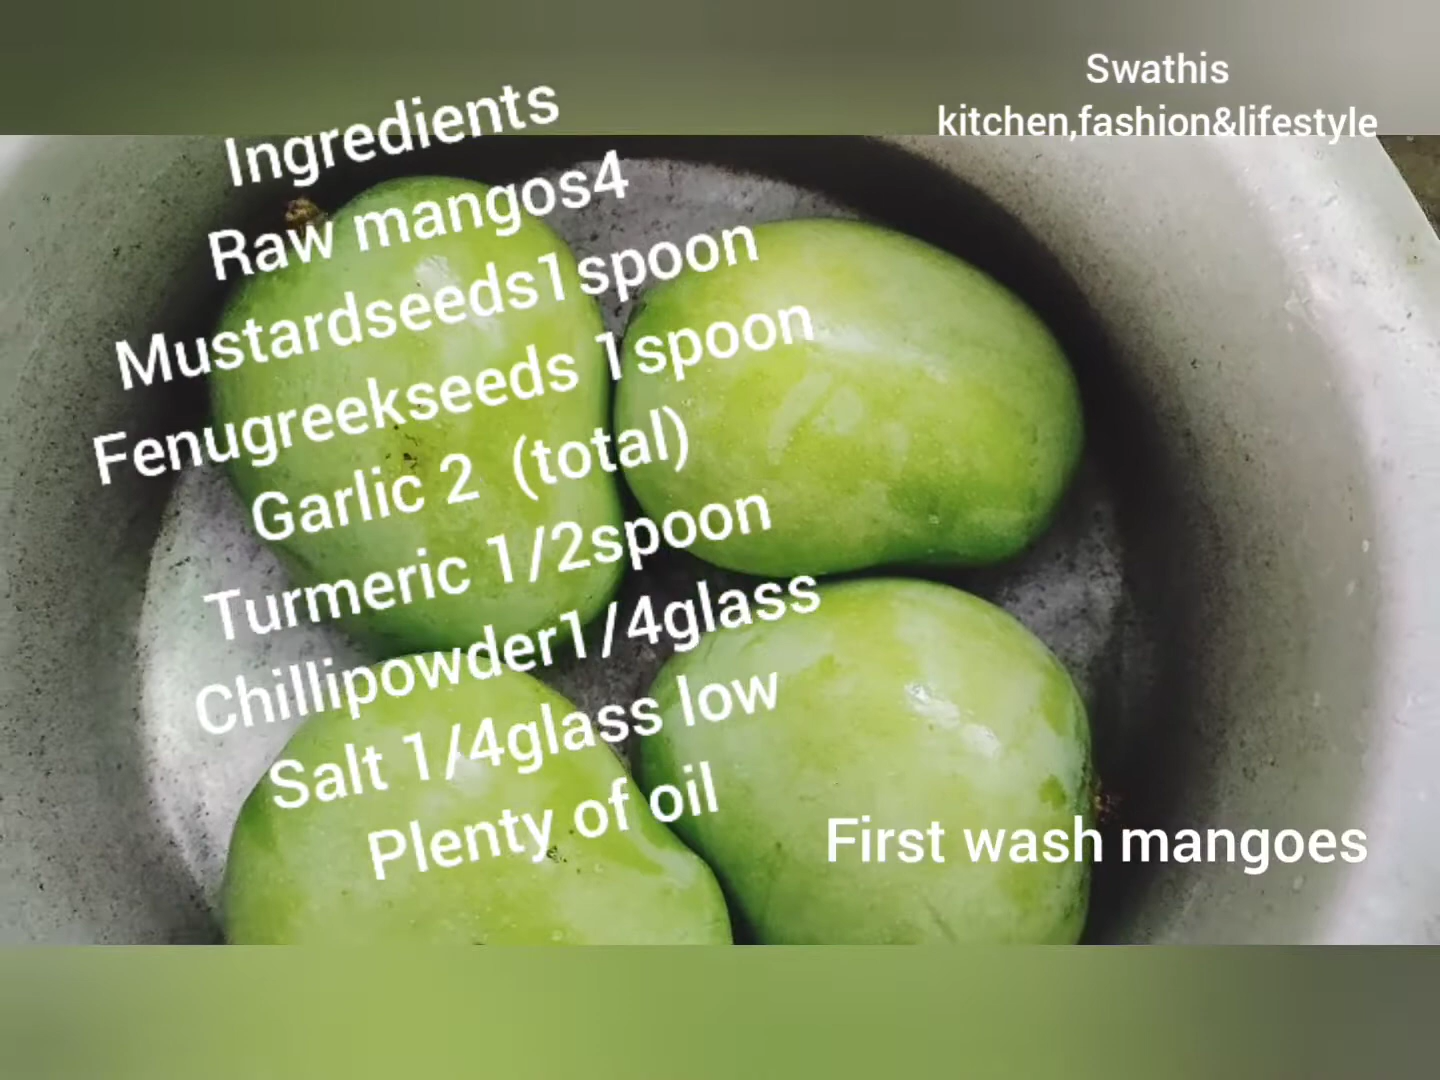 Swathis
kitchen,fashion&lifestyle
Ingredients
Raw mangos4
Mustardseeds1spoon
Fenugreekseeds 1spoon
Garlic 2 (total)
Turmeric 1/2spoon
Chillipowder1/4glass
Salt 1/4glass low
Plenty of oil
First wash mangoes